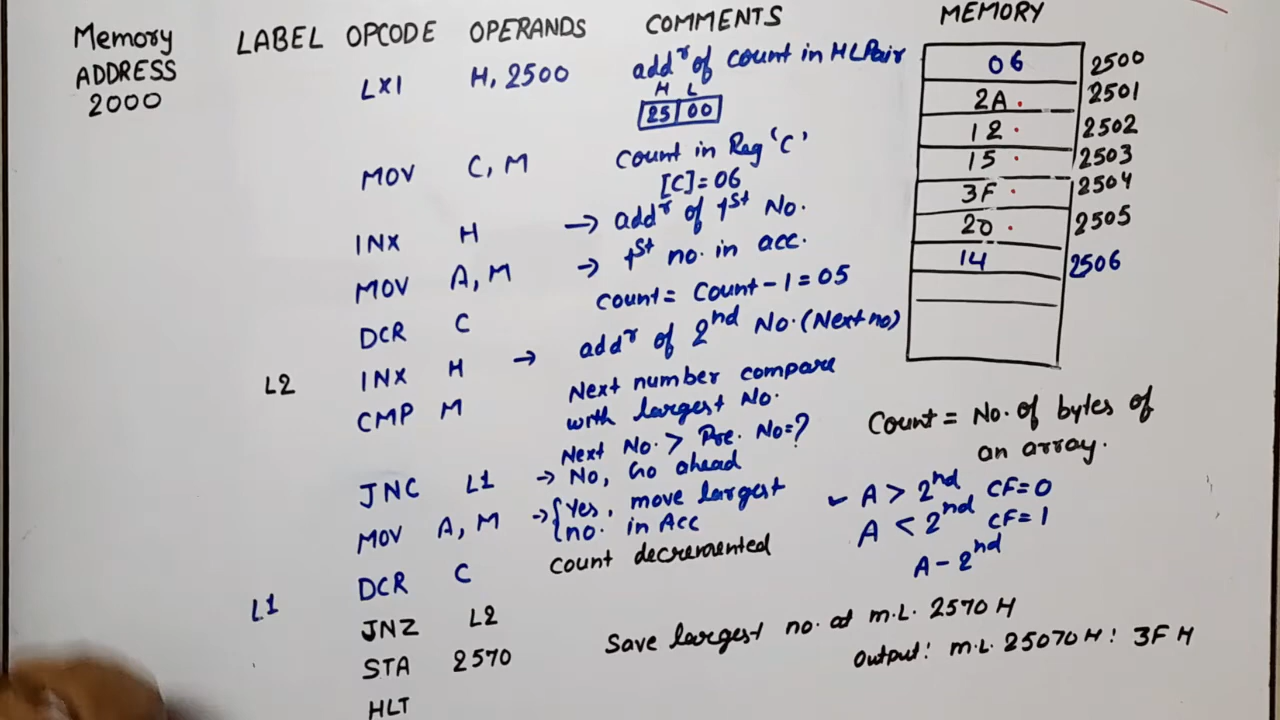 Memory ADDRESS LABEL OPCODE OPERANDS COMMENTS MEMORY
2000 LXI H, 2500 addr of count in HL Pair 06 2500
H L
25 00 2A 2501
12 2502
MOV C, M count in Reg 'C' 15 2503
[C]=06 3F 2504
INX H → addr of 1st No. 20 2505
MOV A, M → 1st no. in acc. 14 2506
DCR C count = Count - 1 = 05
L2 INX H → addr of 2nd No. (Next no)
CMP M Next number compare
with largest No.
Next No. > Pre. No=?
JNC L1 → No, Go ahead
MOV A, M → {Yes, move largest
no. in Acc
L1 DCR C Count decremented
JNZ L2
STA 2570 Save largest no. at m.L. 2570 H
HLT
Count = No. of bytes of
an array.
✓ A > 2nd CF=0
A < 2nd CF=1
A - 2nd
Output: m.L. 25070 H: 3F H